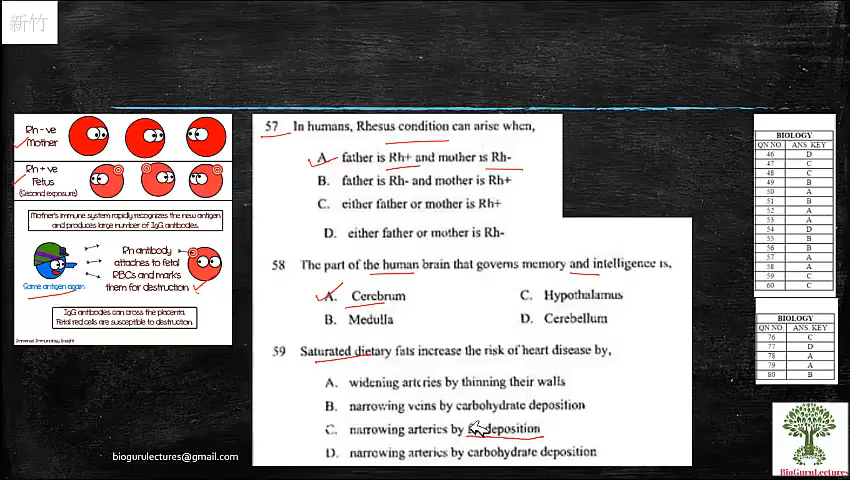 新竹
Rh -ve
Mother
Rh +ve
Fetus
(Second exposure)
Mother's immune system rapidly recognizes the new antigen
and produces large number of IgG antibodies.
Rh antibody
attaches to fetal
RBCs and marks
them for destruction
Same antigen again
IgG antibodies can cross the placenta.
Fetal red cells are susceptible to destruction.
Immense Immunology Insight
57 In humans, Rhesus condition can arise when,
A. father is Rh+ and mother is Rh-
B. father is Rh- and mother is Rh+
C. either father or mother is Rh+
D. either father or mother is Rh-
58 The part of the human brain that governs memory and intelligence is,
A. Cerebrum
B. Medulla
C. Hypothalamus
D. Cerebellum
59 Saturated dietary fats increase the risk of heart disease by,
A. widening arteries by thinning their walls
B. narrowing veins by carbohydrate deposition
C. narrowing arteries by deposition
D. narrowing arteries by carbohydrate deposition
BIOLOGY
QN NO. ANS. KEY
46 D
47 C
48 C
49 B
50 A
51 B
52 A
53 A
54 D
55 B
56 B
57 A
58 A
59 C
60 C
BIOLOGY
QN NO. ANS. KEY
76 C
77 D
78 A
79 A
80 B
biogurulectures@gmail.com
BioGuruLectures